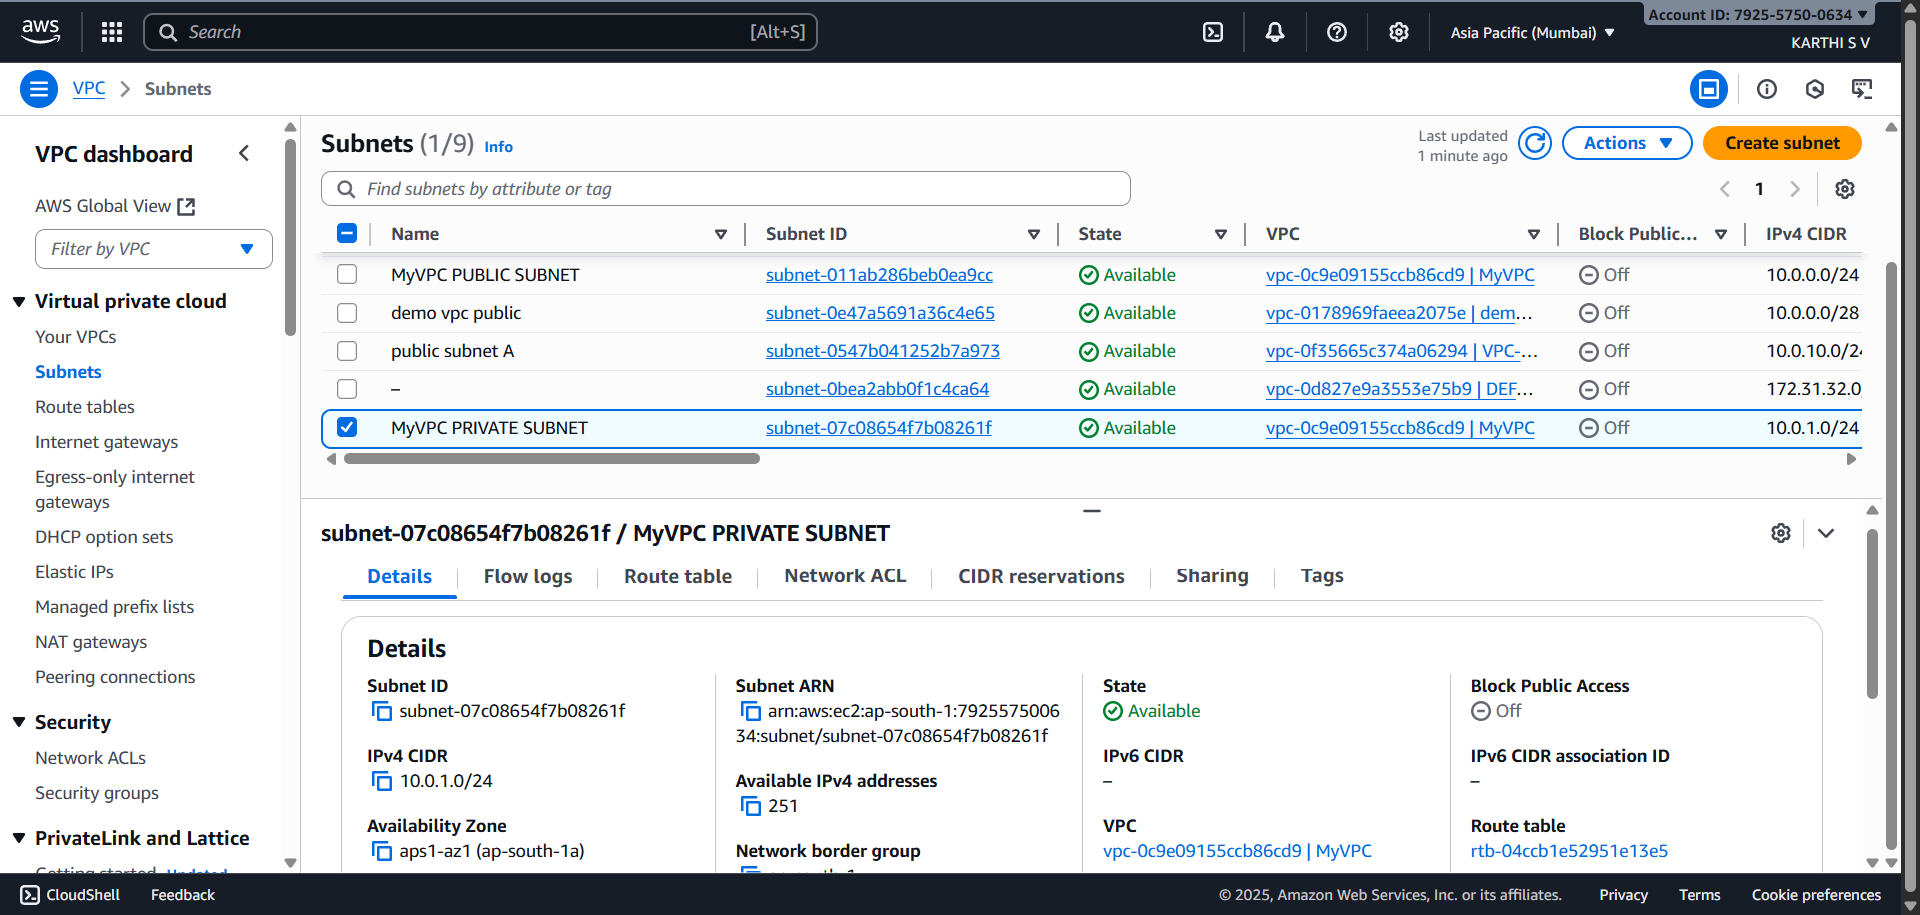 aws
Search
[Alt+S]
Asia Pacific (Mumbai)
Account ID: 7925-5750-0634
KARTHI S V
VPC
Subnets
VPC dashboard
AWS Global View
Filter by VPC
Virtual private cloud
Your VPCs
Subnets
Route tables
Internet gateways
Egress-only internet
gateways
DHCP option sets
Elastic IPs
Managed prefix lists
NAT gateways
Peering connections
Security
Network ACLs
Security groups
PrivateLink and Lattice
Getting started Updated
Subnets (1/9) Info
Last updated
1 minute ago
Actions
Create subnet
Find subnets by attribute or tag
1
Name Subnet ID State VPC Block Public... IPv4 CIDR
MyVPC PUBLIC SUBNET subnet-011ab286beb0ea9cc Available vpc-0c9e09155ccb86cd9 | MyVPC Off 10.0.0.0/24
demo vpc public subnet-0e47a5691a36c4e65 Available vpc-0178969faeea2075e | dem... Off 10.0.0.0/28
public subnet A subnet-0547b041252b7a973 Available vpc-0f35665c374a06294 | VPC-... Off 10.0.10.0/24
– subnet-0bea2abb0f1c4ca64 Available vpc-0d827e9a3553e75b9 | DEF... Off 172.31.32.0
MyVPC PRIVATE SUBNET subnet-07c08654f7b08261f Available vpc-0c9e09155ccb86cd9 | MyVPC Off 10.0.1.0/24
subnet-07c08654f7b08261f / MyVPC PRIVATE SUBNET
Details Flow logs Route table Network ACL CIDR reservations Sharing Tags
Details
Subnet ID
subnet-07c08654f7b08261f
IPv4 CIDR
10.0.1.0/24
Availability Zone
aps1-az1 (ap-south-1a)
Subnet ARN
arn:aws:ec2:ap-south-1:7925575006
34:subnet/subnet-07c08654f7b08261f
Available IPv4 addresses
251
Network border group
ap-south-1
State
Available
IPv6 CIDR
–
VPC
vpc-0c9e09155ccb86cd9 | MyVPC
Block Public Access
Off
IPv6 CIDR association ID
–
Route table
rtb-04ccb1e52951e13e5
CloudShell
Feedback
© 2025, Amazon Web Services, Inc. or its affiliates.
Privacy
Terms
Cookie preferences